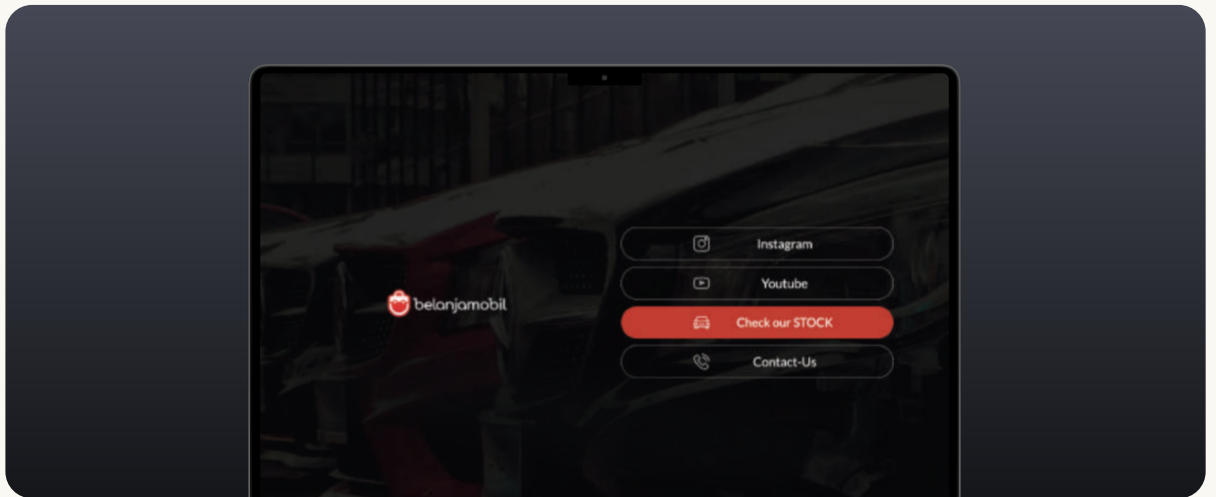 belanjamobil
Instagram
Youtube
Check our STOCK
Contact-Us